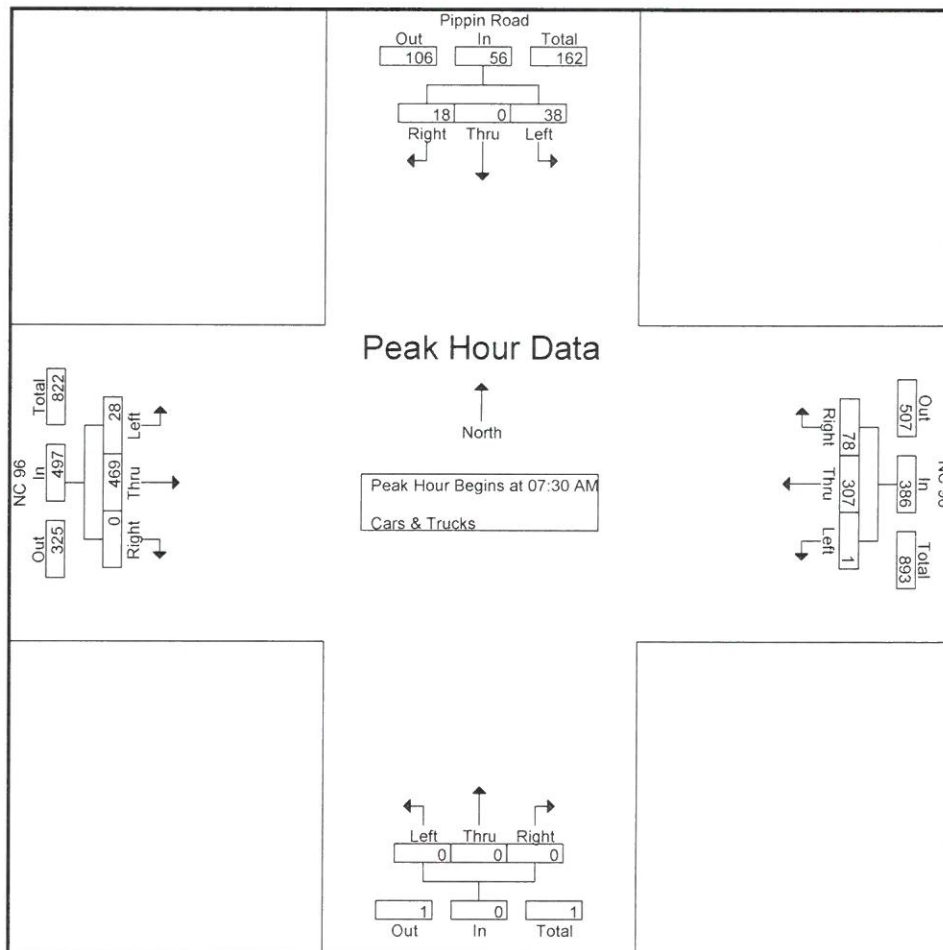 Pippin Road
Out In Total
106 56 162
18 0 38
Right Thru Left
Peak Hour Data
North
Peak Hour Begins at 07:30 AM
Cars & Trucks
NC 96
Total In Out
822 497 325
28 469 0
Left Thru Right
Right Thru Left
78 307 1
507 386 893
Out In Total
Left Thru Right
0 0 0
1 0 1
Out In Total